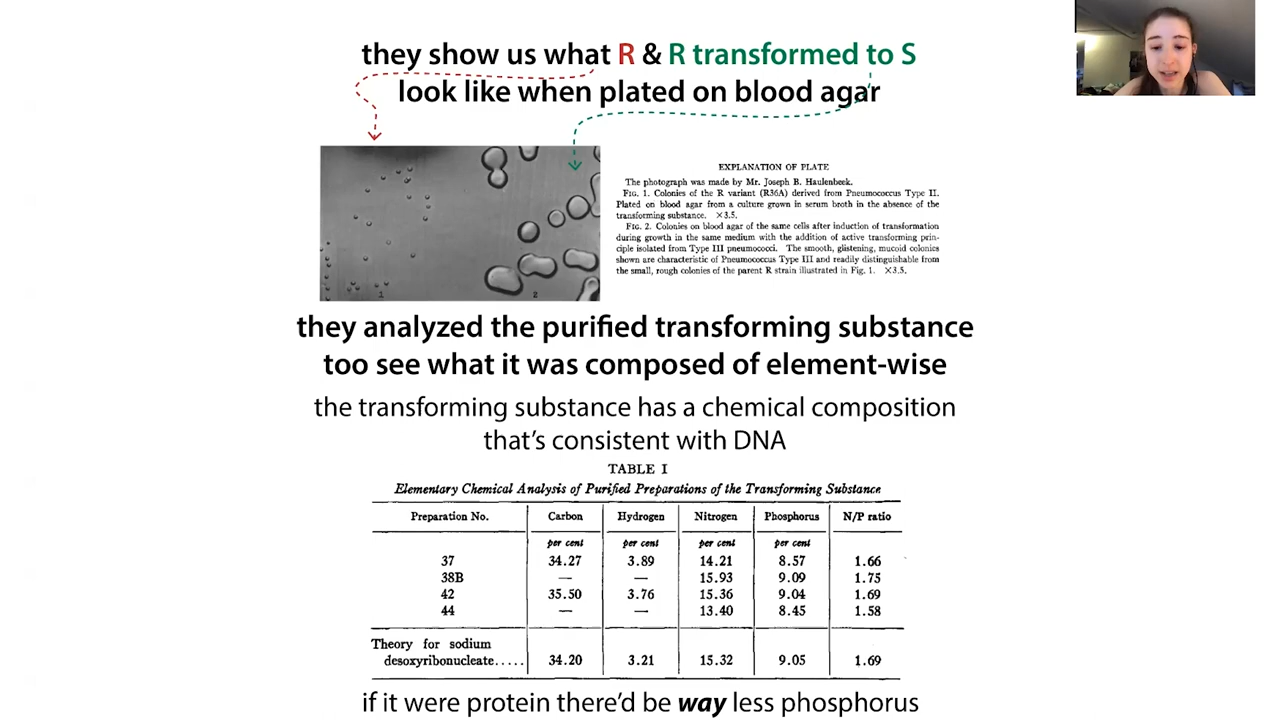 they show us what R & R transformed to S
look like when plated on blood agar
EXPLANATION OF PLATE
The photograph was made by Mr. Joseph B. Haulenbeek.
FIG. 1. Colonies of the R variant (R36A) derived from Pneumococcus Type II.
Plated on blood agar from a culture grown in serum broth in the absence of the
transforming substance. ×3.5.
FIG. 2. Colonies on blood agar of the same cells after induction of transformation
during growth in the same medium with the addition of active transforming prin-
ciple isolated from Type III pneumococci. The smooth, glistening, mucoid colonies
shown are characteristic of Pneumococcus Type III and readily distinguishable from
the small, rough colonies of the parent R strain illustrated in Fig. 1. ×3.5.
1 2
they analyzed the purified transforming substance
too see what it was composed of element-wise
the transforming substance has a chemical composition
that's consistent with DNA
TABLE I
Elementary Chemical Analysis of Purified Preparations of the Transforming Substance
Preparation No. Carbon Hydrogen Nitrogen Phosphorus N/P ratio
per cent per cent per cent per cent
37 34.27 3.89 14.21 8.57 1.66
38B — — 15.93 9.09 1.75
42 35.50 3.76 15.36 9.04 1.69
44 — — 13.40 8.45 1.58
Theory for sodium
desoxyribonucleate..... 34.20 3.21 15.32 9.05 1.69
if it were protein there'd be way less phosphorus